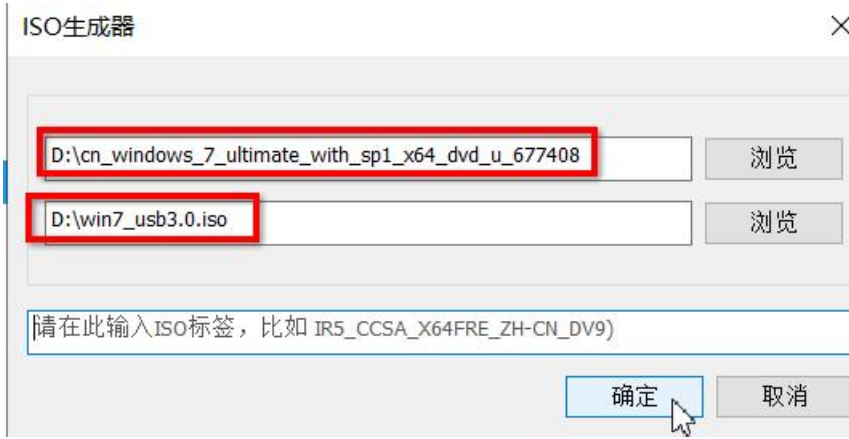 ISO生成器
D:\cn_windows_7_ultimate_with_sp1_x64_dvd_u_677408
浏览
D:\win7_usb3.0.iso
浏览
请在此输入ISO标签，比如 IR5_CCSA_X64FRE_ZH-CN_DV9)
确定
取消